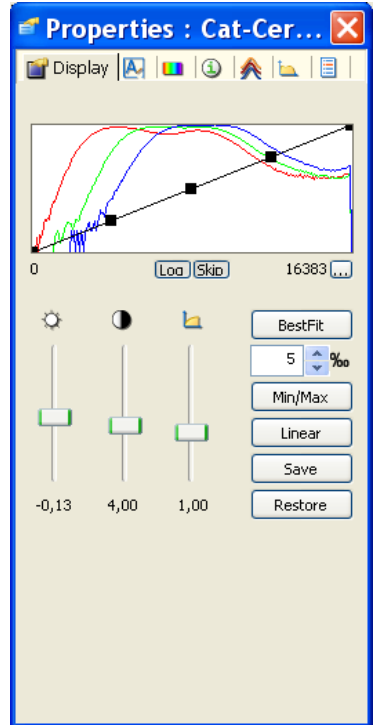 Properties : Cat-Cer...
Display
0 Log Skip 16383 ...
BestFit
5 ‰
Min/Max
Linear
Save
-0,13 4,00 1,00 Restore